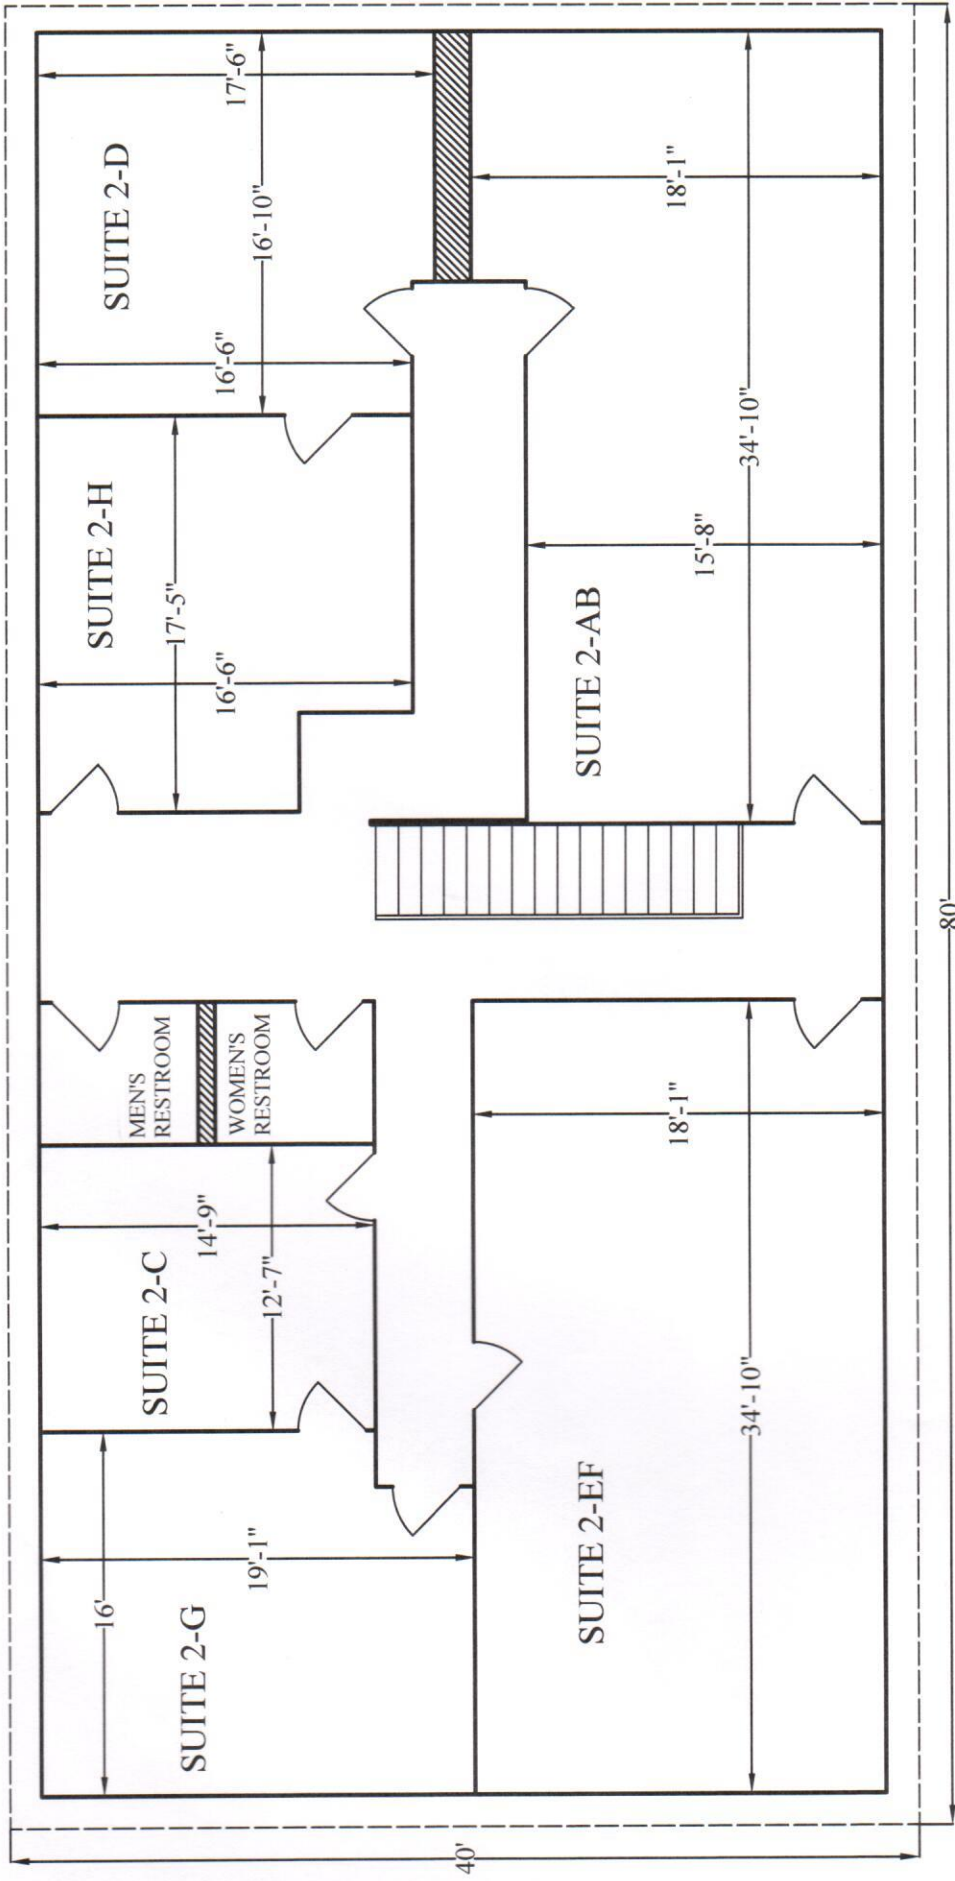 SUITE 2-G
16'
19'-1"
SUITE 2-C
14'-9"
12'-7"
MEN'S
RESTROOM
WOMEN'S
RESTROOM
SUITE 2-H
17'-5"
16'-6"
SUITE 2-D
16'-6"
16'-10"
17'-6"
SUITE 2-EF
34'-10"
18'-1"
SUITE 2-AB
15'-8"
34'-10"
18'-1"
40'
80'